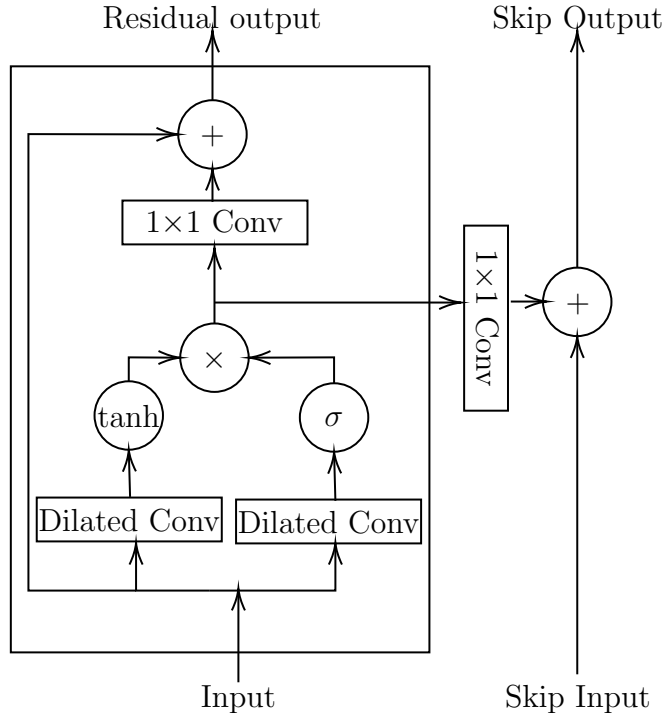 Residual output
Skip Output
+
1×1 Conv
1×1 Conv
+
×
tanh
σ
Dilated Conv
Dilated Conv
Input
Skip Input